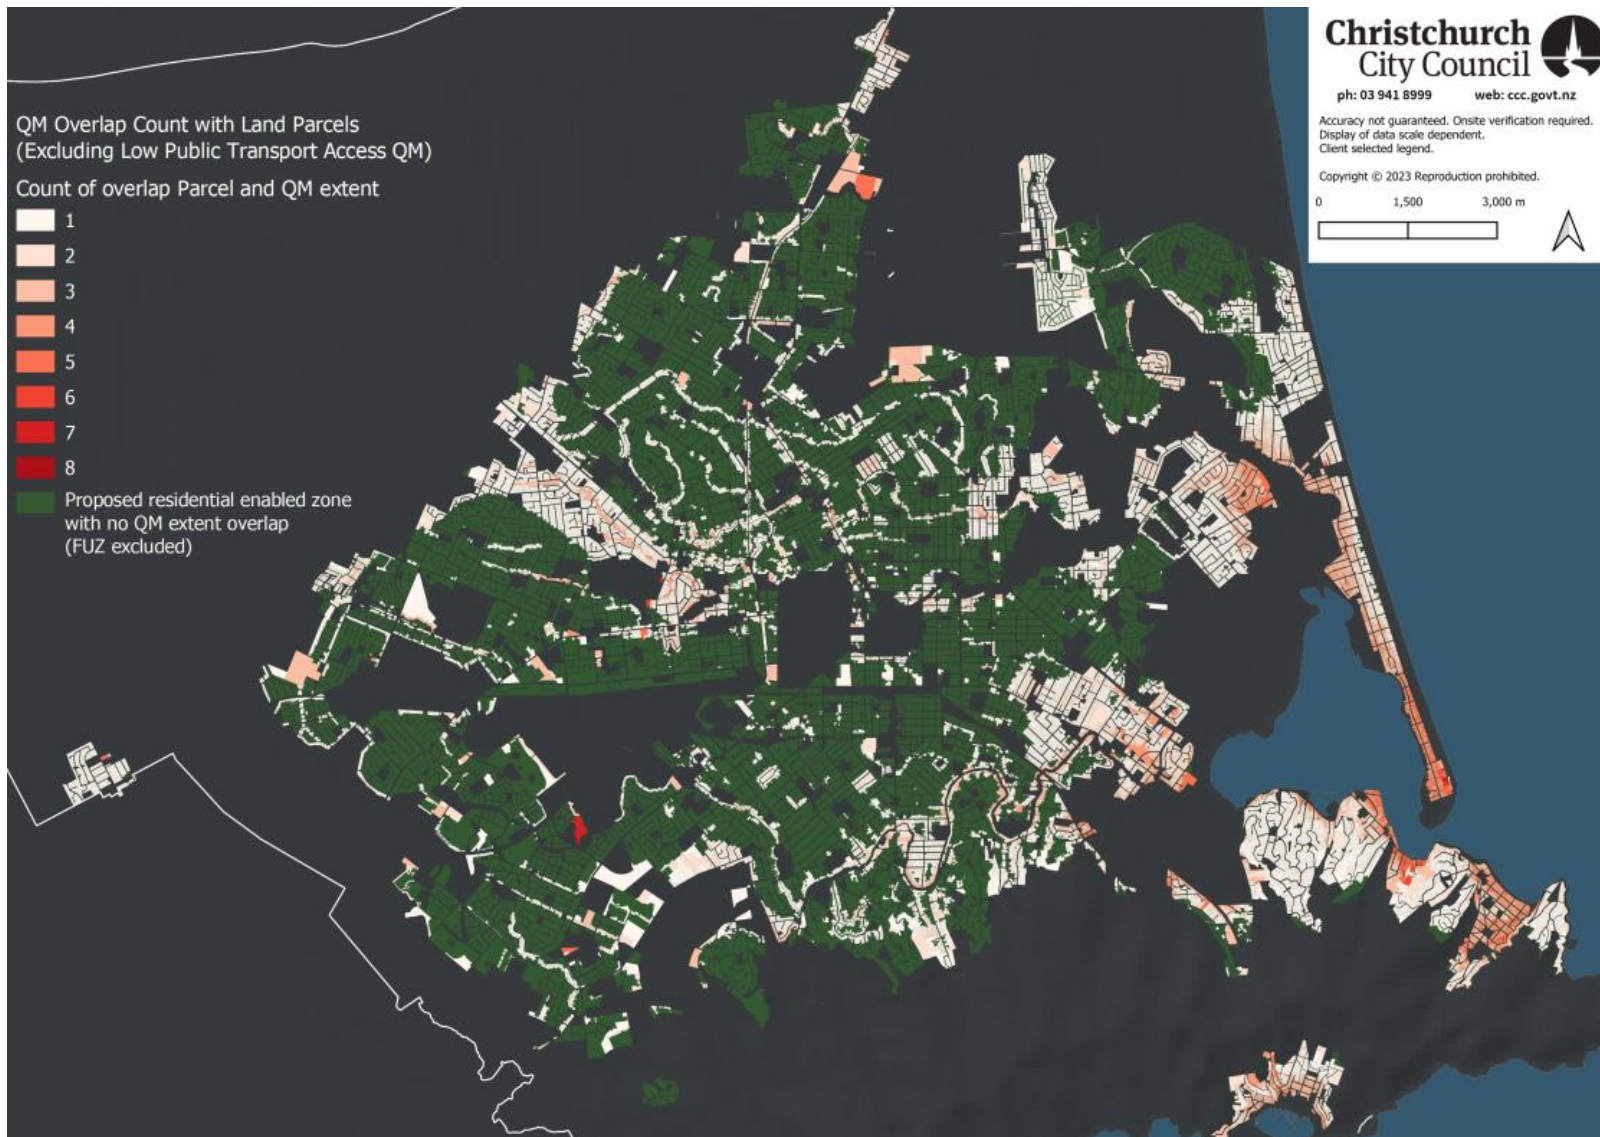 QM Overlap Count with Land Parcels
(Excluding Low Public Transport Access QM)
Count of overlap Parcel and QM extent
1
2
3
4
5
6
7
8
Proposed residential enabled zone
with no QM extent overlap
(FUZ excluded)
Christchurch
City Council
ph: 03 941 8999 web: ccc.govt.nz
Accuracy not guaranteed. Onsite verification required.
Display of data scale dependent.
Client selected legend.
Copyright © 2023 Reproduction prohibited.
0 1,500 3,000 m